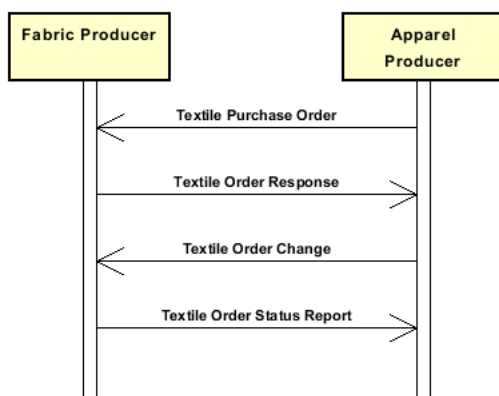 Fabric Producer
Apparel
Producer
Textile Purchase Order
Textile Order Response
Textile Order Change
Textile Order Status Report